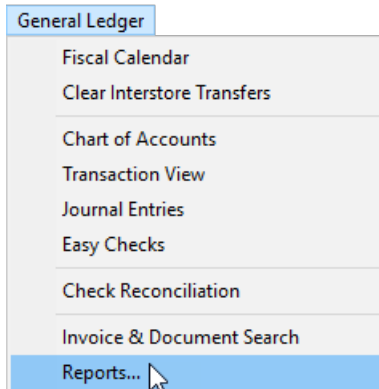 General Ledger
Fiscal Calendar
Clear Interstore Transfers
Chart of Accounts
Transaction View
Journal Entries
Easy Checks
Check Reconciliation
Invoice & Document Search
Reports...